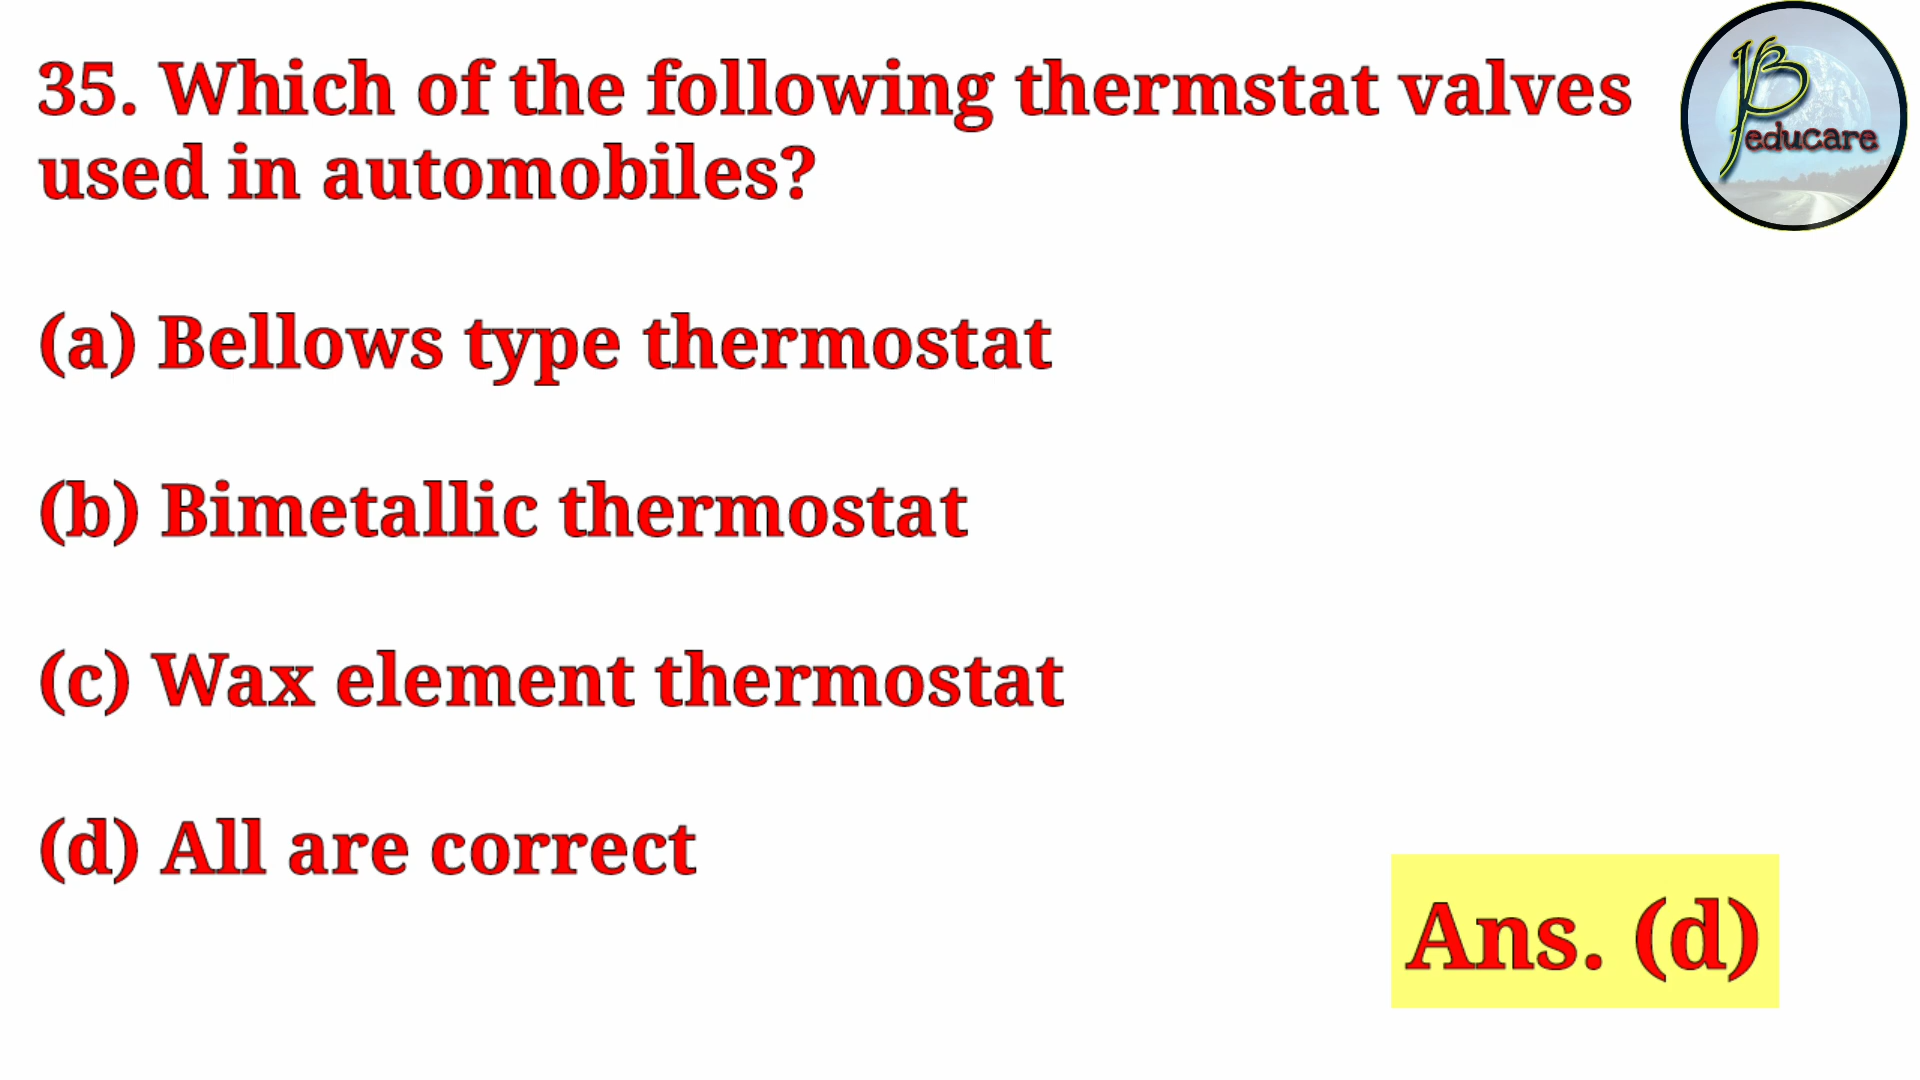 35. Which of the following thermstat valves
used in automobiles?
(a) Bellows type thermostat
(b) Bimetallic thermostat
(c) Wax element thermostat
(d) All are correct
Ans. (d)
educare